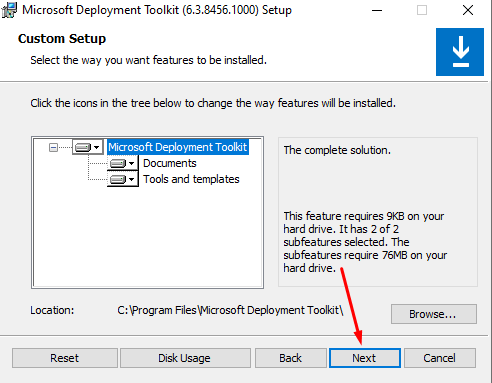 Microsoft Deployment Toolkit (6.3.8456.1000) Setup
Custom Setup
Select the way you want features to be installed.
Click the icons in the tree below to change the way features will be installed.
Microsoft Deployment Toolkit
Documents
Tools and templates
The complete solution.
This feature requires 9KB on your
hard drive. It has 2 of 2
subfeatures selected. The
subfeatures require 76MB on your
hard drive.
Location: C:\Program Files\Microsoft Deployment Toolkit\
Browse...
Reset Disk Usage Back Next Cancel